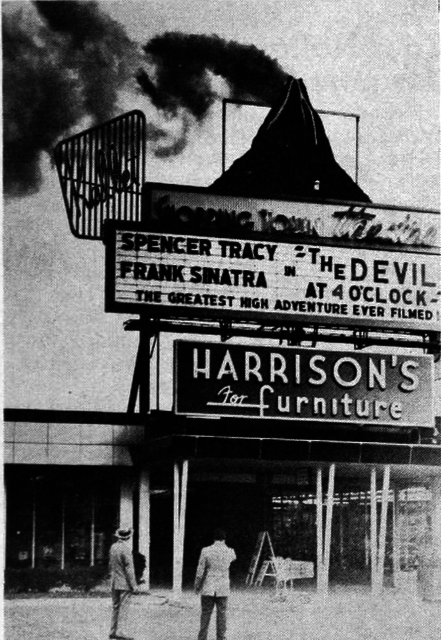 SHOPPING TOWN Theatre
SPENCER TRACY
FRANK SINATRA
IN
"THE DEVIL
AT 4 O'CLOCK"
THE GREATEST HIGH ADVENTURE EVER FILMED!
HARRISON'S
For furniture